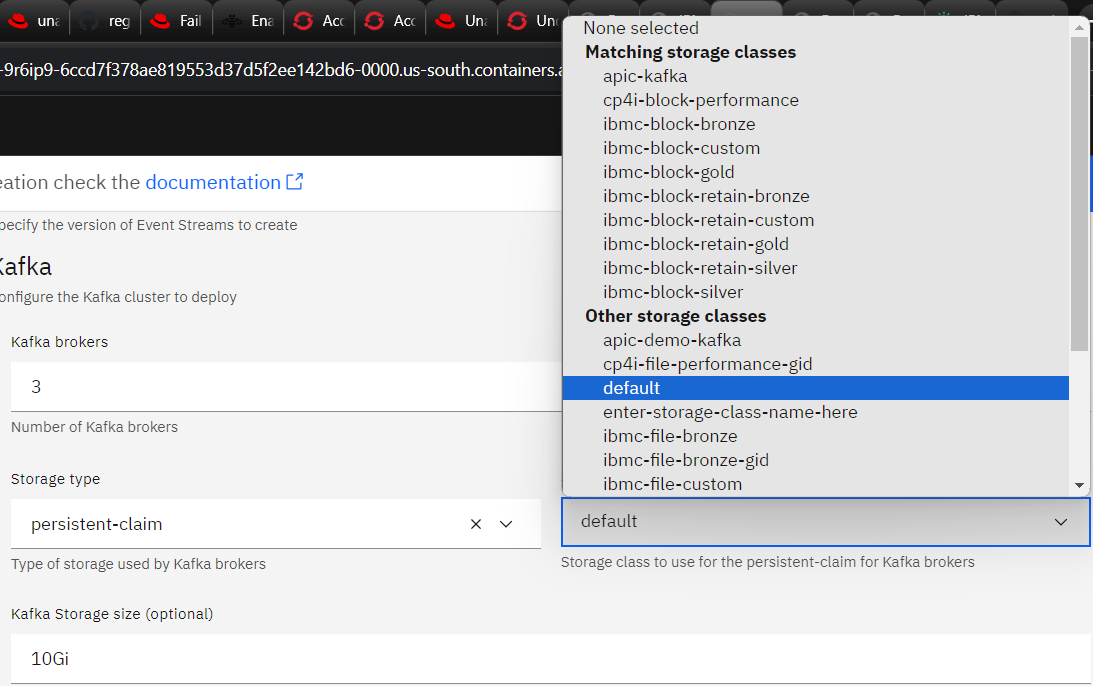 una
reg
Fail
Ena
Acc
Acc
Una
Un
-9r6ip9-6ccd7f378ae819553d37d5f2ee142bd6-0000.us-south.containers.a
eation check the documentation
pecify the version of Event Streams to create
Kafka
onfigure the Kafka cluster to deploy
Kafka brokers
3
Number of Kafka brokers
Storage type
persistent-claim
Type of storage used by Kafka brokers
None selected
Matching storage classes
apic-kafka
cp4i-block-performance
ibmc-block-bronze
ibmc-block-custom
ibmc-block-gold
ibmc-block-retain-bronze
ibmc-block-retain-custom
ibmc-block-retain-gold
ibmc-block-retain-silver
ibmc-block-silver
Other storage classes
apic-demo-kafka
cp4i-file-performance-gid
default
enter-storage-class-name-here
ibmc-file-bronze
ibmc-file-bronze-gid
ibmc-file-custom
default
Storage class to use for the persistent-claim for Kafka brokers
Kafka Storage size (optional)
10Gi